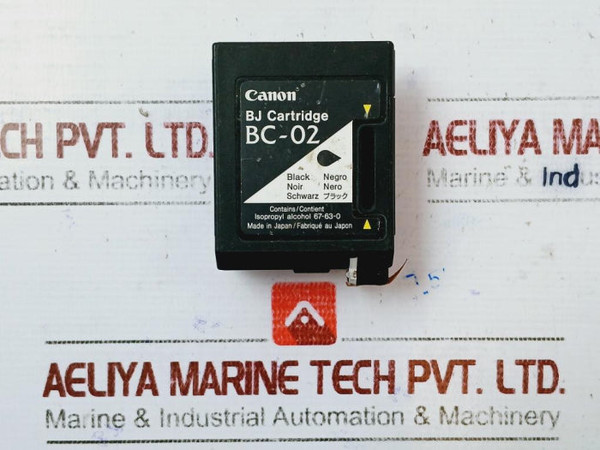 Canon
BJ Cartridge
BC-02
Black Negro
Noir Nero
Schwarz ブラック
Contains/Contient
Isopropyl alcohol 67-63-0
Made in Japan/Fabriqué au Japon
CH PVT. LTD.
ation & Machinery
AELIYA MA
Marine & Ind
AELIYA MARINE TECH PVT. LTD.
Marine & Industrial Automation & Machinery